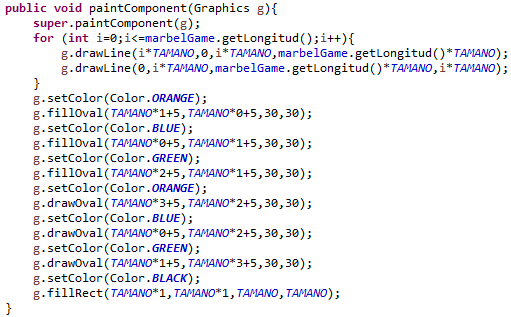 public void paintComponent(Graphics g){
super.paintComponent(g);
for (int i=0;i<=marbelGame.getLongitud();i++){
g.drawLine(i*TAMANO,0,i*TAMANO,marbelGame.getLongitud()*TAMANO);
g.drawLine(0,i*TAMANO,marbelGame.getLongitud()*TAMANO,i*TAMANO);
}
g.setColor(Color.ORANGE);
g.fillOval(TAMANO*1+5,TAMANO*0+5,30,30);
g.setColor(Color.BLUE);
g.fillOval(TAMANO*0+5,TAMANO*1+5,30,30);
g.setColor(Color.GREEN);
g.fillOval(TAMANO*2+5,TAMANO*1+5,30,30);
g.setColor(Color.ORANGE);
g.drawOval(TAMANO*3+5,TAMANO*2+5,30,30);
g.setColor(Color.BLUE);
g.drawOval(TAMANO*0+5,TAMANO*2+5,30,30);
g.setColor(Color.GREEN);
g.drawOval(TAMANO*1+5,TAMANO*3+5,30,30);
g.setColor(Color.BLACK);
g.fillRect(TAMANO*1,TAMANO*1,TAMANO,TAMANO);
}